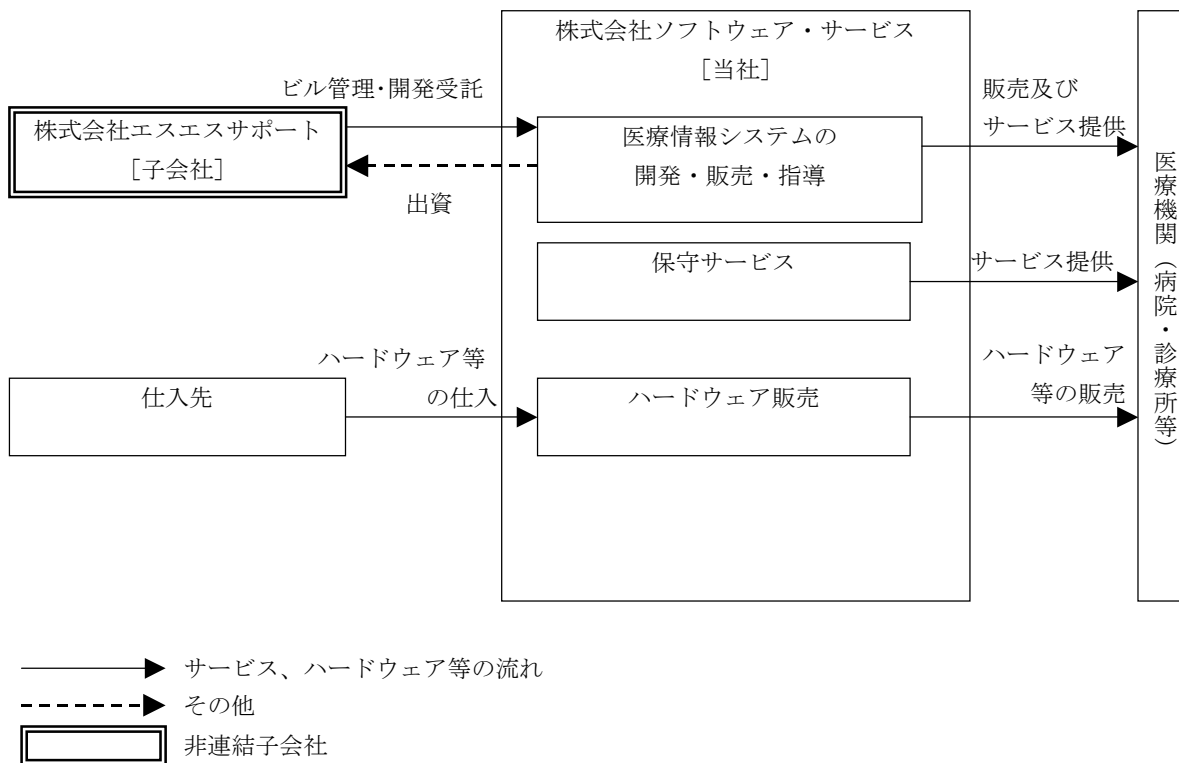 株式会社ソフトウェア・サービス
［当社］
ビル管理･開発受託
株式会社エスエスサポート
［子会社］
出資
医療情報システムの
開発・販売・指導
販売及び
サービス提供
保守サービス
サービス提供
ハードウェア等
の仕入
仕入先
ハードウェア販売
ハードウェア
等の販売
医療機関（病院・診療所等）
サービス、ハードウェア等の流れ
その他
非連結子会社